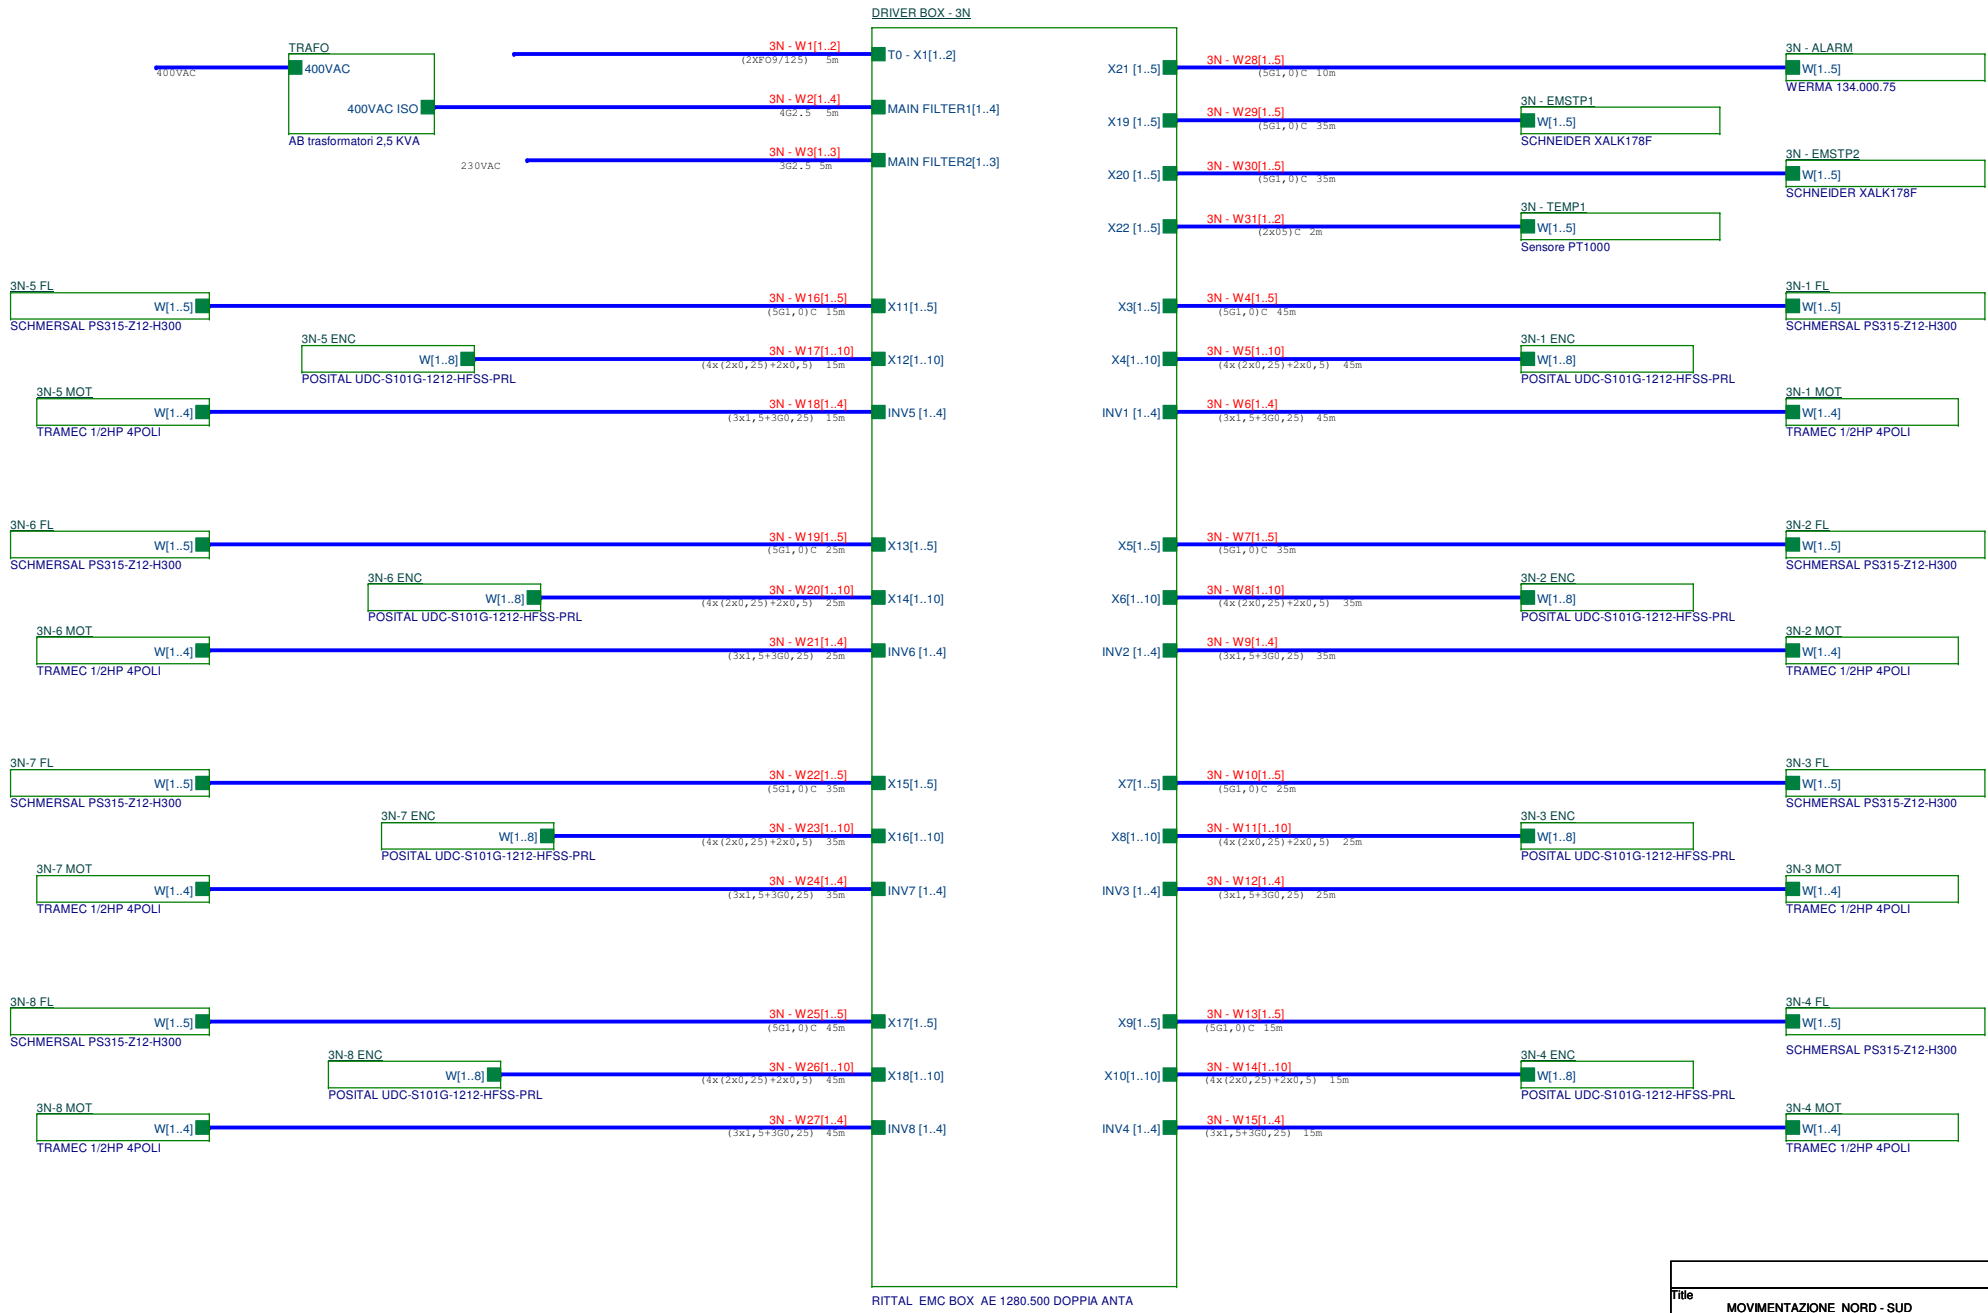 DRIVER BOX - 3N
TRAFO
400VAC
400VAC
400VAC ISO
AB trasformatori 2,5 KVA
3N - W1[1..2]
(2XFO9/125) 5m
T0 - X1[1..2]
3N - W2[1..4]
4G2.5 5m
MAIN FILTER1[1..4]
230VAC
3N - W3[1..3]
3G2.5 5m
MAIN FILTER2[1..3]
X21 [1..5]
3N - W28[1..5]
(5G1,0)C 10m
3N - ALARM
W[1..5]
WERMA 134.000.75
X19 [1..5]
3N - W29[1..5]
(5G1,0)C 35m
3N - EMSTP1
W[1..5]
SCHNEIDER XALK178F
X20 [1..5]
3N - W30[1..5]
(5G1,0)C 35m
3N - EMSTP2
W[1..5]
SCHNEIDER XALK178F
X22 [1..5]
3N - W31[1..2]
(2x05)C 2m
3N - TEMP1
W[1..5]
Sensore PT1000
3N-5 FL
W[1..5]
SCHMERSAL PS315-Z12-H300
3N - W16[1..5]
(5G1,0)C 15m
X11[1..5]
3N-5 ENC
W[1..8]
POSITAL UDC-S101G-1212-HFSS-PRL
3N - W17[1..10]
(4x(2x0,25)+2x0,5) 15m
X12[1..10]
3N-5 MOT
W[1..4]
TRAMEC 1/2HP 4POLI
3N - W18[1..4]
(3x1,5+3G0,25) 15m
INV5 [1..4]
X3[1..5]
3N - W4[1..5]
(5G1,0)C 45m
3N-1 FL
W[1..5]
SCHMERSAL PS315-Z12-H300
X4[1..10]
3N - W5[1..10]
(4x(2x0,25)+2x0,5) 45m
3N-1 ENC
W[1..8]
POSITAL UDC-S101G-1212-HFSS-PRL
INV1 [1..4]
3N - W6[1..4]
(3x1,5+3G0,25) 45m
3N-1 MOT
W[1..4]
TRAMEC 1/2HP 4POLI
3N-6 FL
W[1..5]
SCHMERSAL PS315-Z12-H300
3N - W19[1..5]
(5G1,0)C 25m
X13[1..5]
3N-6 ENC
W[1..8]
POSITAL UDC-S101G-1212-HFSS-PRL
3N - W20[1..10]
(4x(2x0,25)+2x0,5) 25m
X14[1..10]
3N-6 MOT
W[1..4]
TRAMEC 1/2HP 4POLI
3N - W21[1..4]
(3x1,5+3G0,25) 25m
INV6 [1..4]
X5[1..5]
3N - W7[1..5]
(5G1,0)C 35m
3N-2 FL
W[1..5]
SCHMERSAL PS315-Z12-H300
X6[1..10]
3N - W8[1..10]
(4x(2x0,25)+2x0,5) 35m
3N-2 ENC
W[1..8]
POSITAL UDC-S101G-1212-HFSS-PRL
INV2 [1..4]
3N - W9[1..4]
(3x1,5+3G0,25) 35m
3N-2 MOT
W[1..4]
TRAMEC 1/2HP 4POLI
3N-7 FL
W[1..5]
SCHMERSAL PS315-Z12-H300
3N - W22[1..5]
(5G1,0)C 35m
X15[1..5]
3N-7 ENC
W[1..8]
POSITAL UDC-S101G-1212-HFSS-PRL
3N - W23[1..10]
(4x(2x0,25)+2x0,5) 35m
X16[1..10]
3N-7 MOT
W[1..4]
TRAMEC 1/2HP 4POLI
3N - W24[1..4]
(3x1,5+3G0,25) 35m
INV7 [1..4]
X7[1..5]
3N - W10[1..5]
(5G1,0)C 25m
3N-3 FL
W[1..5]
SCHMERSAL PS315-Z12-H300
X8[1..10]
3N - W11[1..10]
(4x(2x0,25)+2x0,5) 25m
3N-3 ENC
W[1..8]
POSITAL UDC-S101G-1212-HFSS-PRL
INV3 [1..4]
3N - W12[1..4]
(3x1,5+3G0,25) 25m
3N-3 MOT
W[1..4]
TRAMEC 1/2HP 4POLI
3N-8 FL
W[1..5]
SCHMERSAL PS315-Z12-H300
3N - W25[1..5]
(5G1,0)C 45m
X17[1..5]
3N-8 ENC
W[1..8]
POSITAL UDC-S101G-1212-HFSS-PRL
3N - W26[1..10]
(4x(2x0,25)+2x0,5) 45m
X18[1..10]
3N-8 MOT
W[1..4]
TRAMEC 1/2HP 4POLI
3N - W27[1..4]
(3x1,5+3G0,25) 45m
INV8 [1..4]
X9[1..5]
3N - W13[1..5]
(5G1,0)C 15m
3N-4 FL
W[1..5]
SCHMERSAL PS315-Z12-H300
X10[1..10]
3N - W14[1..10]
(4x(2x0,25)+2x0,5) 15m
3N-4 ENC
W[1..8]
POSITAL UDC-S101G-1212-HFSS-PRL
INV4 [1..4]
3N - W15[1..4]
(3x1,5+3G0,25) 15m
3N-4 MOT
W[1..4]
TRAMEC 1/2HP 4POLI
RITTAL EMC BOX AE 1280.500 DOPPIA ANTA
Title
MOVIMENTAZIONE NORD - SUD